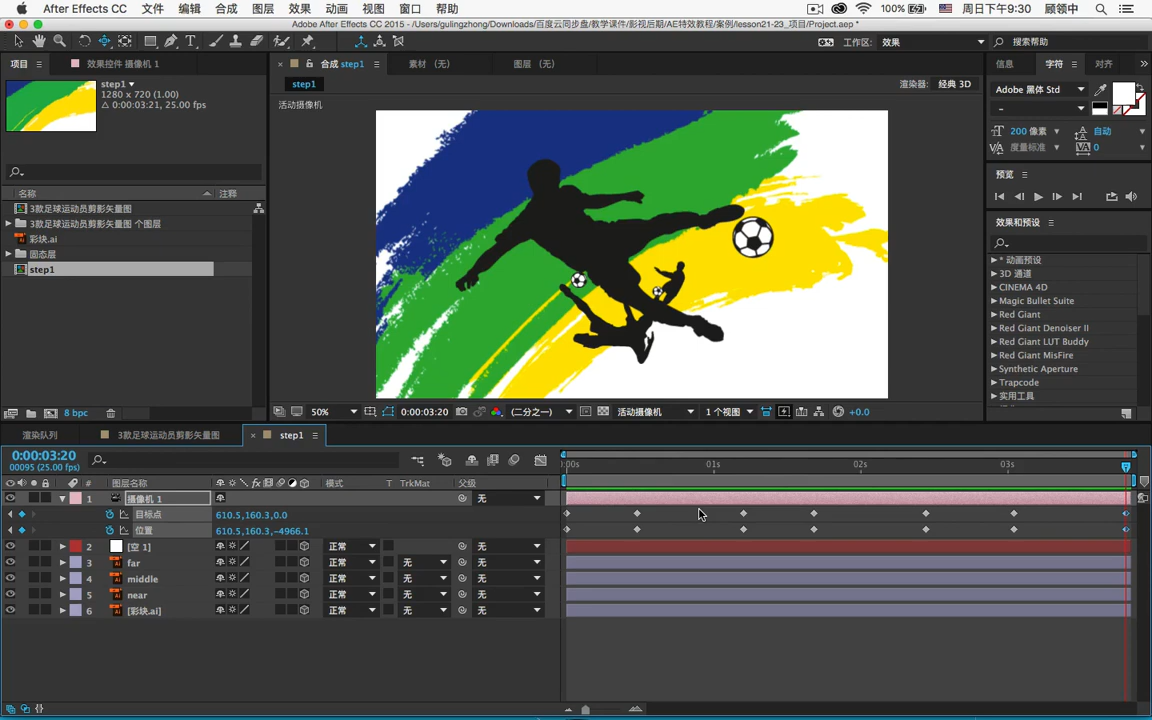 After Effects CC 文件 编辑 合成 图层 效果 动画 视图 窗口 帮助 100% 周日下午9:30 顾领中
Adobe After Effects CC 2015 - /Users/gulingzhong/Downloads/百度云同步盘/教学课件/影视后期/AE特效教程/案例/lesson21-23_项目/Project.aep *
工作区: 效果 搜索帮助
项目 效果控件 摄像机 1
合成 step1 素材 (无) 图层 (无)
信息 字符 对齐
step1
1280 x 720 (1.00)
Δ 0:00:03:21, 25.00 fps
step1
渲染器: 经典 3D
活动摄像机
Adobe 黑体 Std
-
200 像素 自动
度量标准 0
预览
效果和预设
名称 注释
3款足球运动员剪影矢量图
3款足球运动员剪影矢量图 个图层
彩块.ai
固态层
step1
* 动画预设
3D 通道
CINEMA 4D
Magic Bullet Suite
Red Giant
Red Giant Denoiser II
Red Giant LUT Buddy
Red Giant MisFire
Synthetic Aperture
Trapcode
实用工具
8 bpc
50% 0:00:03:20 (二分之一) 活动摄像机 1 个视图 +0.0
渲染队列 3款足球运动员剪影矢量图 step1
0:00:03:20
00095 (25.00 fps)
:00s 01s 02s 03s
# 图层名称 模式 T TrkMat 父级
1 摄像机 1 无
目标点 610.5,160.3,0.0
位置 610.5,160.3,-4966.1
2 [空 1] 正常 无
3 far 正常 无 无
4 middle 正常 无 无
5 near 正常 无 无
6 [彩块.ai] 正常 无 无